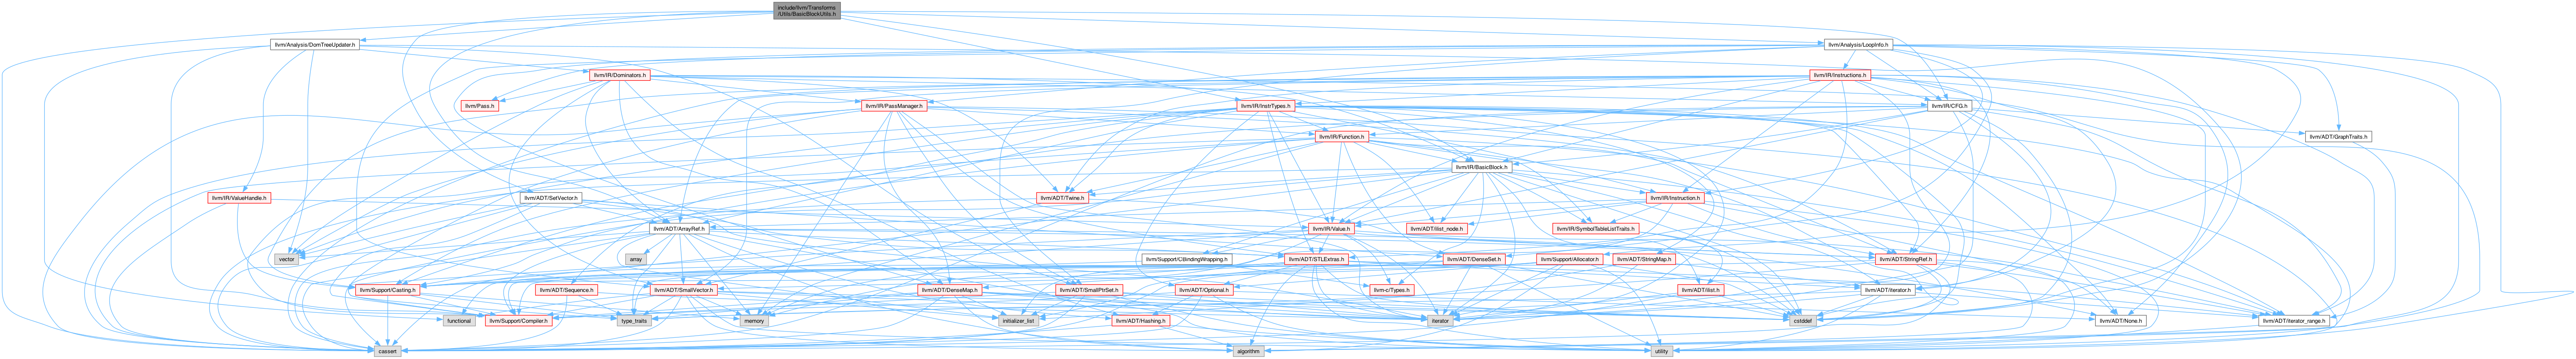 include/llvm/Transforms
/Utils/BasicBlockUtils.h
llvm/Analysis/DomTreeUpdater.h
llvm/Analysis/LoopInfo.h
llvm/IR/Dominators.h
llvm/IR/Instructions.h
llvm/Pass.h
llvm/IR/PassManager.h
llvm/IR/InstrTypes.h
llvm/IR/CFG.h
llvm/IR/Function.h
llvm/ADT/GraphTraits.h
llvm/IR/BasicBlock.h
llvm/IR/ValueHandle.h
llvm/ADT/SetVector.h
llvm/ADT/Twine.h
llvm/IR/Instruction.h
llvm/ADT/ArrayRef.h
llvm/IR/Value.h
llvm/ADT/ilist_node.h
llvm/IR/SymbolTableListTraits.h
vector
array
llvm/Support/CBindingWrapping.h
llvm/ADT/STLExtras.h
llvm/ADT/DenseSet.h
llvm/Support/Allocator.h
llvm/ADT/StringMap.h
llvm/ADT/StringRef.h
llvm/Support/Casting.h
llvm/ADT/Sequence.h
llvm/ADT/SmallVector.h
llvm/ADT/DenseMap.h
llvm/ADT/SmallPtrSet.h
llvm/ADT/Optional.h
llvm-c/Types.h
llvm/ADT/ilist.h
llvm/ADT/iterator.h
functional
llvm/Support/Compiler.h
type_traits
memory
initializer_list
llvm/ADT/Hashing.h
iterator
cstddef
llvm/ADT/None.h
llvm/ADT/iterator_range.h
cassert
algorithm
utility